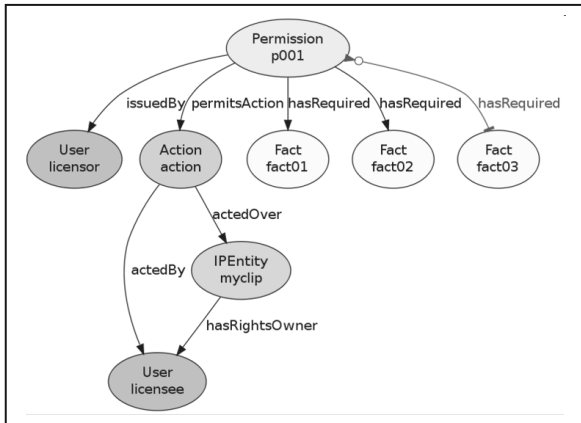 Permission
p001
issuedBy
permitsAction
hasRequired
hasRequired
hasRequired
User
licensor
Action
action
Fact
fact01
Fact
fact02
Fact
fact03
actedOver
actedBy
IPEntity
myclip
hasRightsOwner
User
licensee